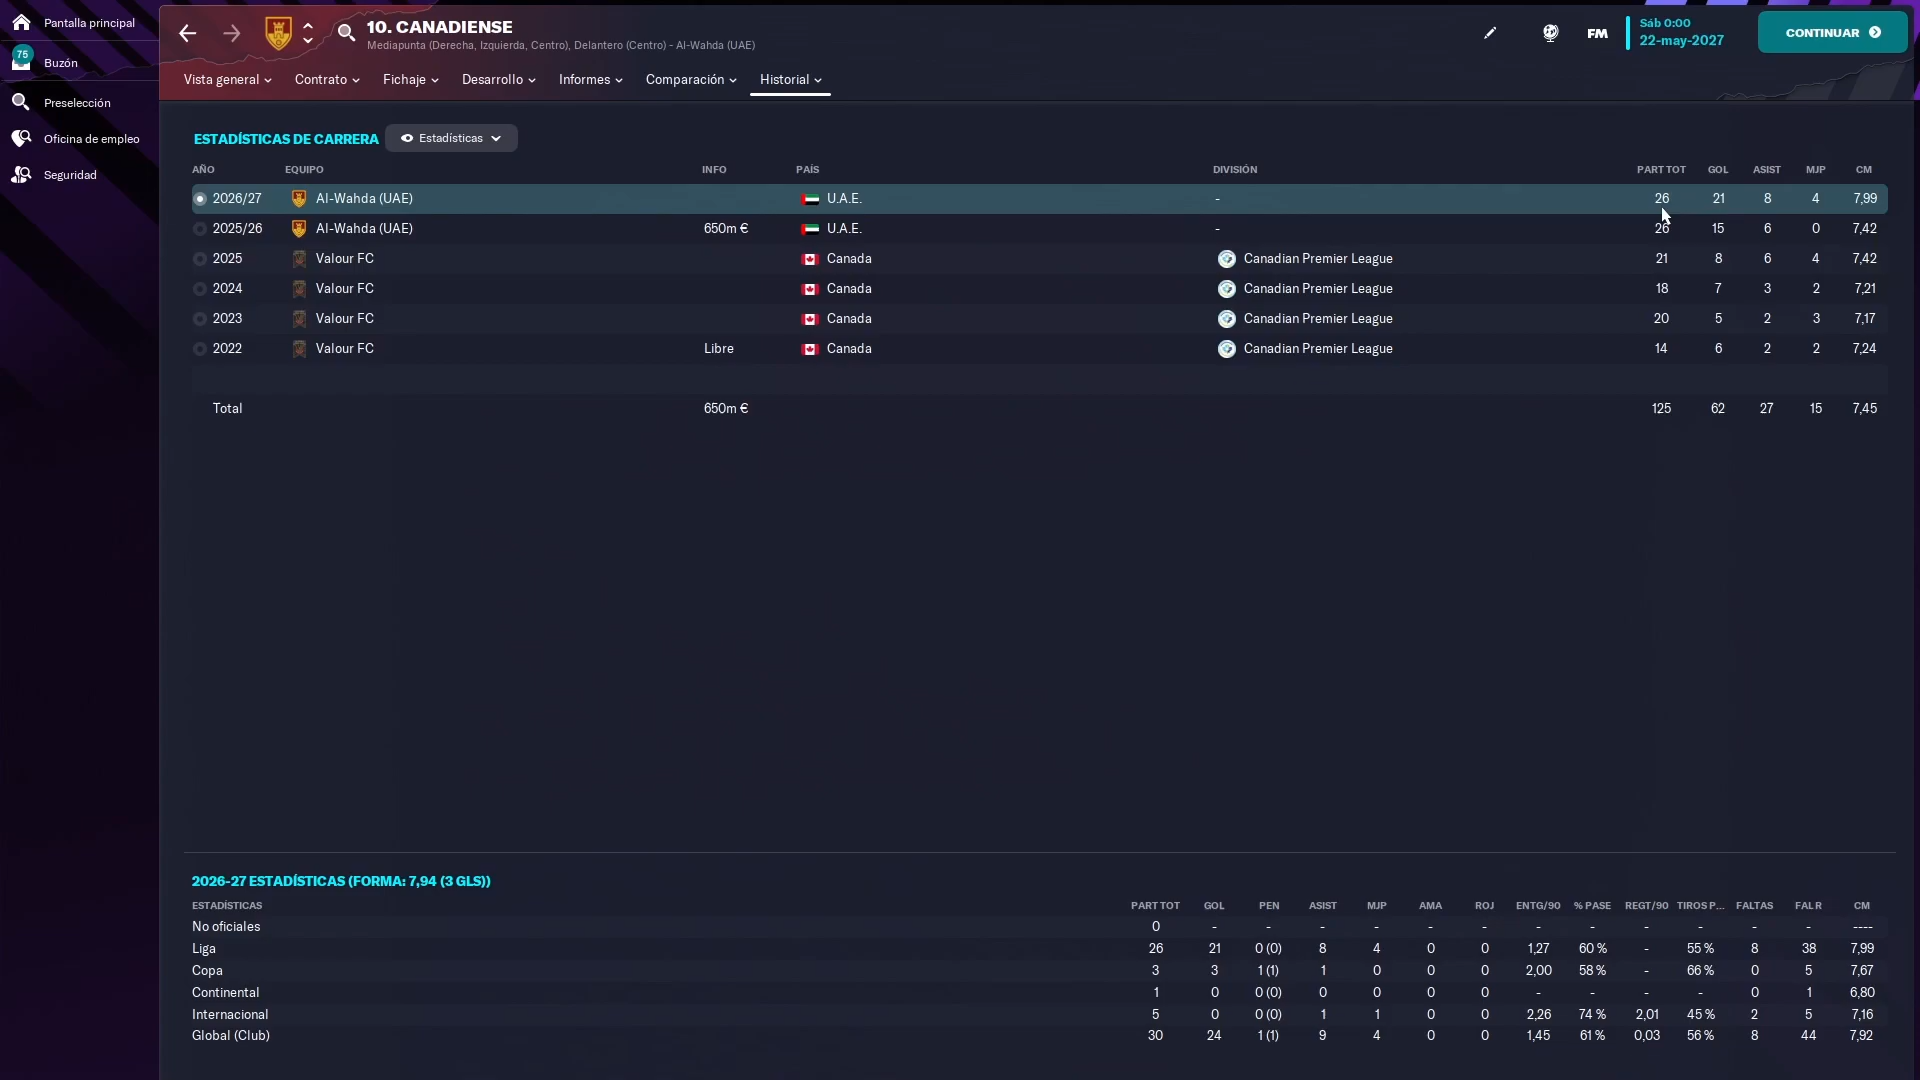 Pantalla principal
75
Buzón
Preselección
Oficina de empleo
Seguridad
10. CANADIENSE
Mediapunta (Derecha, Izquierda, Centro), Delantero (Centro) - Al-Wahda (UAE)
FM
Sáb 0:00
22-may-2027
CONTINUAR
Vista general Contrato Fichaje Desarrollo Informes Comparación Historial
ESTADÍSTICAS DE CARRERA Estadísticas
AÑO EQUIPO INFO PAÍS DIVISIÓN PART TOT GOL ASIST MJP CM
2026/27 Al-Wahda (UAE) U.A.E. - 26 21 8 4 7,99
2025/26 Al-Wahda (UAE) 650m € U.A.E. - 26 15 6 0 7,42
2025 Valour FC Canada Canadian Premier League 21 8 6 4 7,42
2024 Valour FC Canada Canadian Premier League 18 7 3 2 7,21
2023 Valour FC Canada Canadian Premier League 20 5 2 3 7,17
2022 Valour FC Libre Canada Canadian Premier League 14 6 2 2 7,24
Total 650m € 125 62 27 15 7,45
2026-27 ESTADÍSTICAS (FORMA: 7,94 (3 GLS))
ESTADÍSTICAS PART TOT GOL PEN ASIST MJP AMA ROJ ENTG/90 % PASE REGT/90 TIROS P... FALTAS FAL R CM
No oficiales 0 - - - - - - - - - - - - ----
Liga 26 21 0 (0) 8 4 0 0 1,27 60 % - 55 % 8 38 7,99
Copa 3 3 1 (1) 1 0 0 0 2,00 58 % - 66 % 0 5 7,67
Continental 1 0 0 (0) 0 0 0 0 - - - - 0 1 6,80
Internacional 5 0 0 (0) 1 1 0 0 2,26 74 % 2,01 45 % 2 5 7,16
Global (Club) 30 24 1 (1) 9 4 0 0 1,45 61 % 0,03 56 % 8 44 7,92